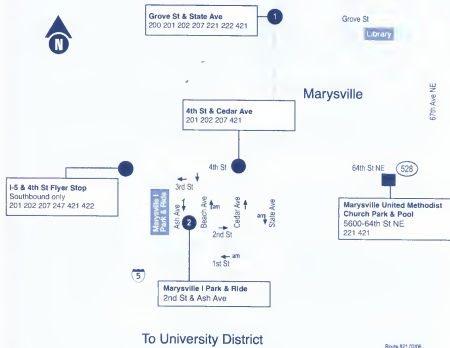 Grove St & State Ave
200 201 202 207 221 222 421
1
Grove St
Library
N
Marysville
67th Ave NE
4th St & Cedar Ave
201 202 207 421
4th St
64th St NE
528
I-5 & 4th St Flyer Stop
Southbound only
201 202 207 247 421 422
3rd St
Marysville I
Park & Ride
Ash Ave
Beach Ave
am
Cedar Ave
am
State Ave
2
2nd St
am
1st St
Marysville United Methodist
Church Park & Pool
5600-64th St NE
221 421
5
Marysville I Park & Ride
2nd St & Ash Ave
To University District
Route 821 02/06